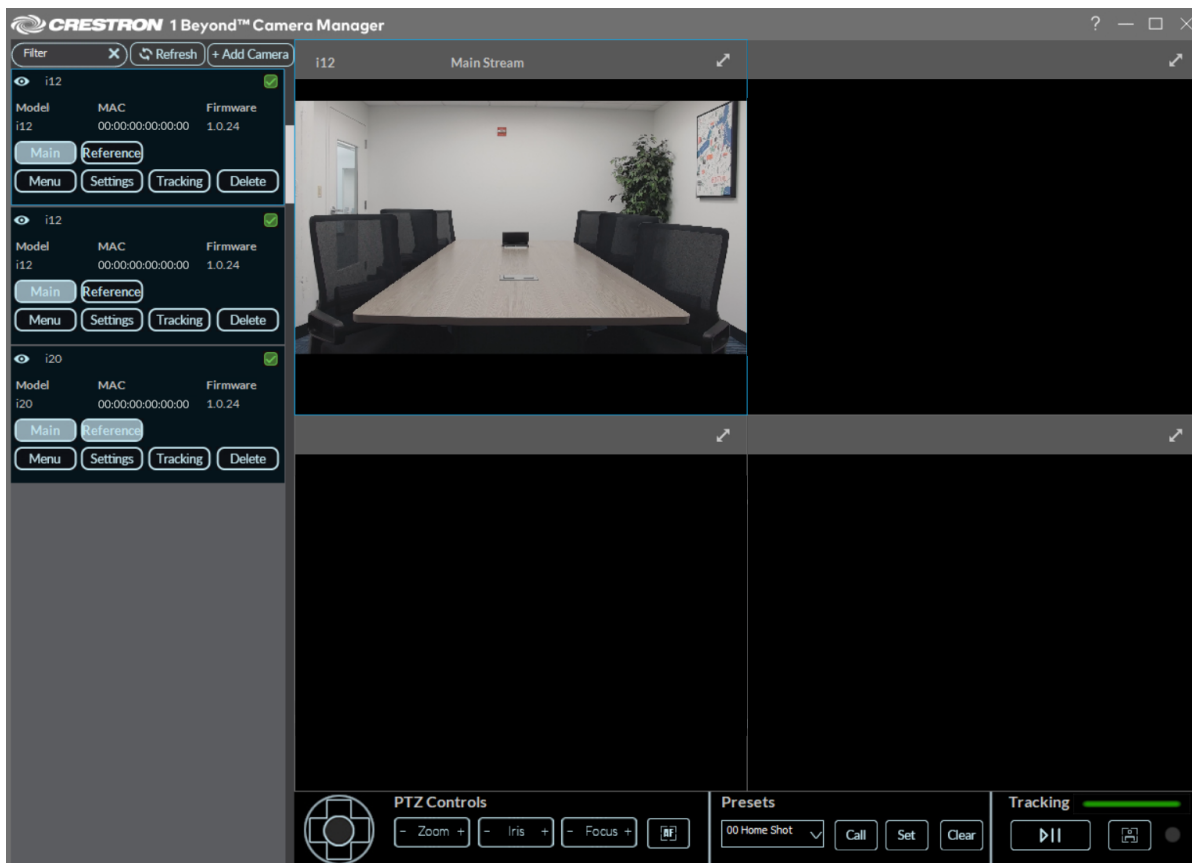 CRESTRON 1 Beyond™ Camera Manager ?
Filter Refresh + Add Camera
i12
Model MAC Firmware
i12 00:00:00:00:00:00 1.0.24
Main Reference
Menu Settings Tracking Delete
i12
Model MAC Firmware
i12 00:00:00:00:00:00 1.0.24
Main Reference
Menu Settings Tracking Delete
i20
Model MAC Firmware
i20 00:00:00:00:00:00 1.0.24
Main Reference
Menu Settings Tracking Delete
i12 Main Stream
PTZ Controls
- Zoom + - Iris + - Focus + AF
Presets
00 Home Shot Call Set Clear
Tracking